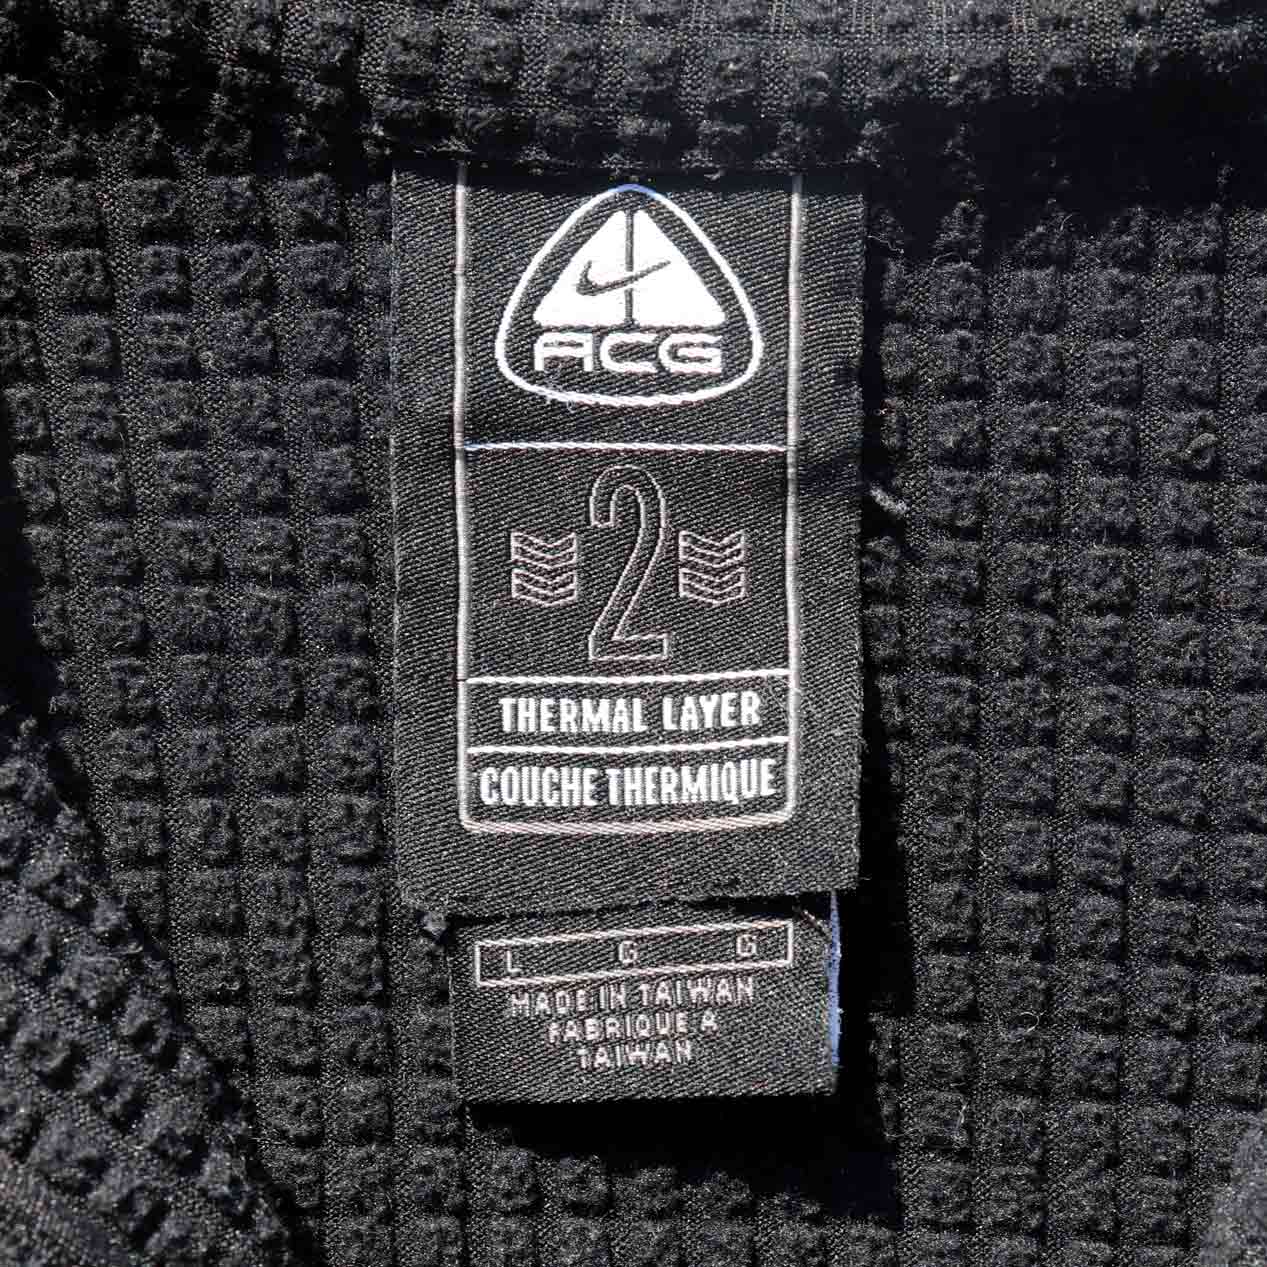 ACG
2
THERMAL LAYER
COUCHE THERMIQUE
L G G
MADE IN TAIWAN
FABRIQUE A
TAIWAN